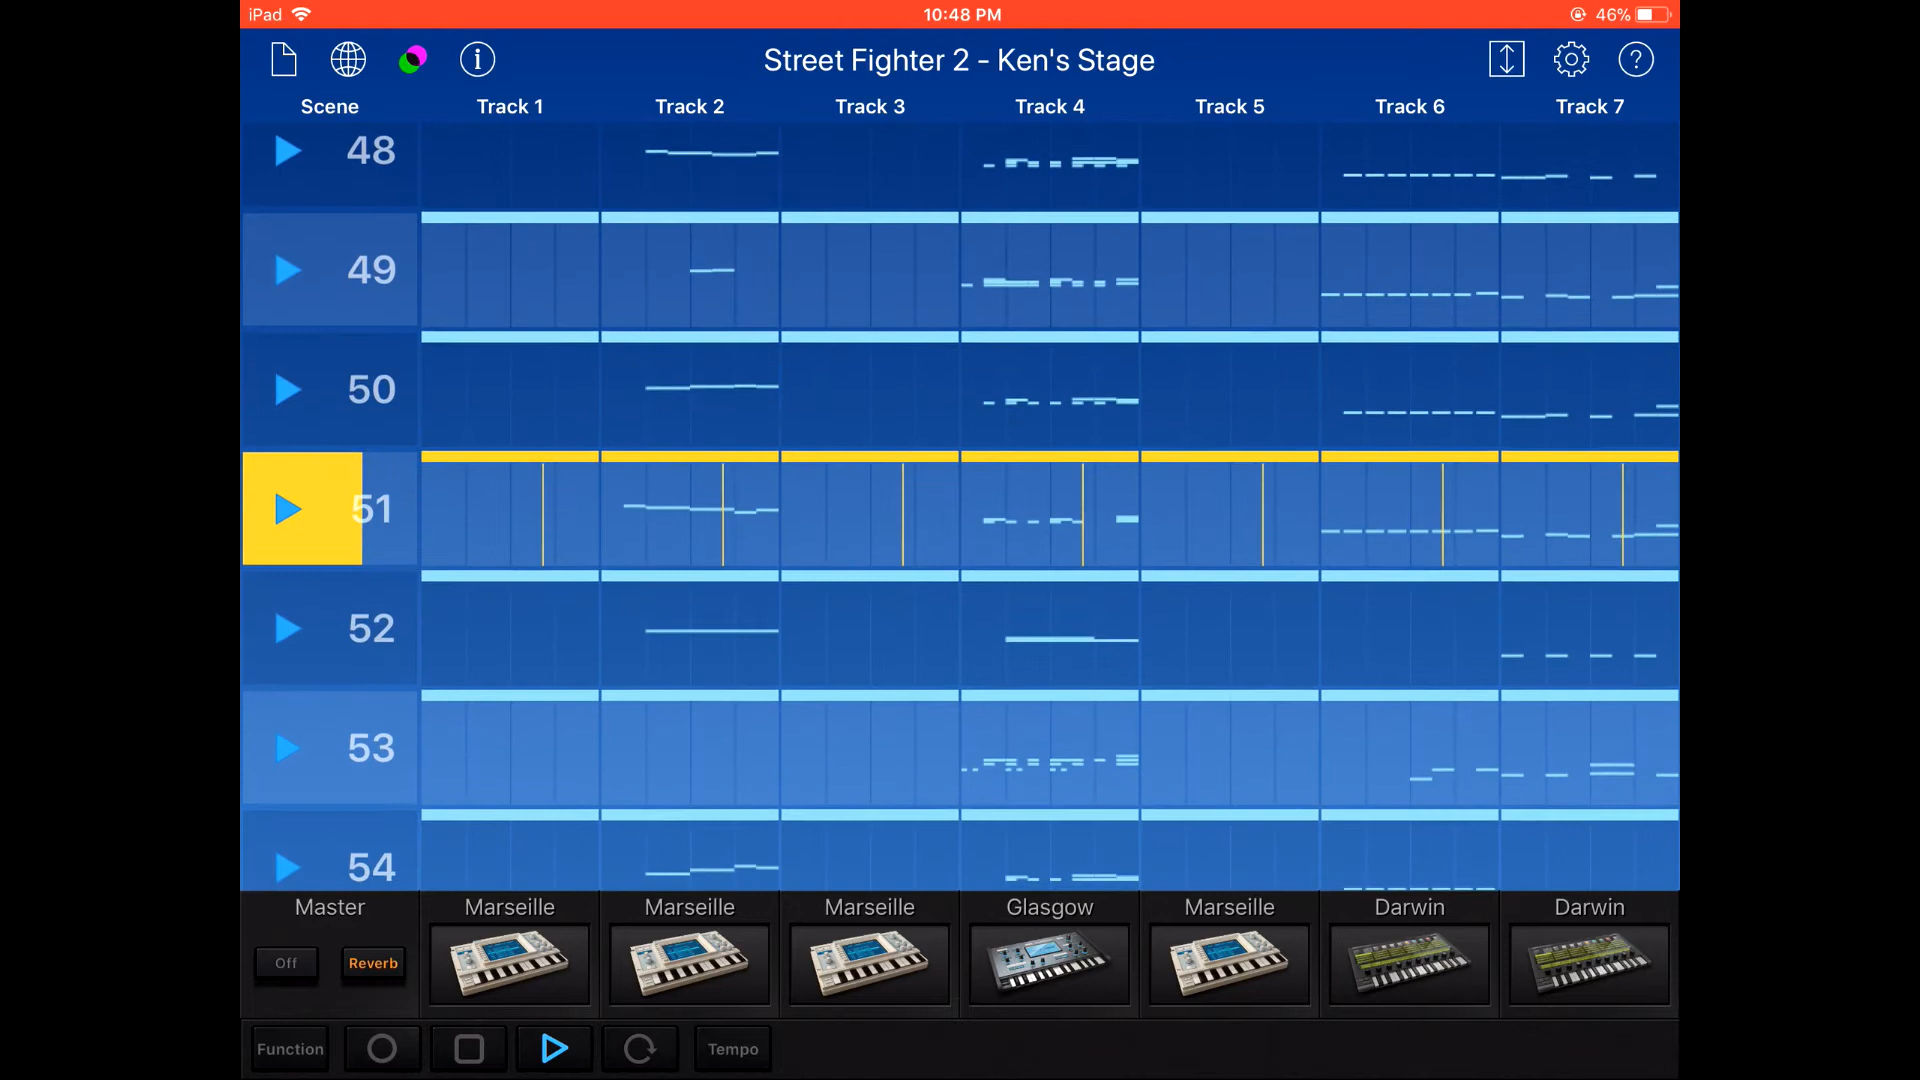 iPad 10:48 PM 46%
Street Fighter 2 - Ken's Stage
Scene Track 1 Track 2 Track 3 Track 4 Track 5 Track 6 Track 7
48
49
50
51
52
53
54
Master Marseille Marseille Marseille Glasgow Marseille Darwin Darwin
Off Reverb
Function Tempo